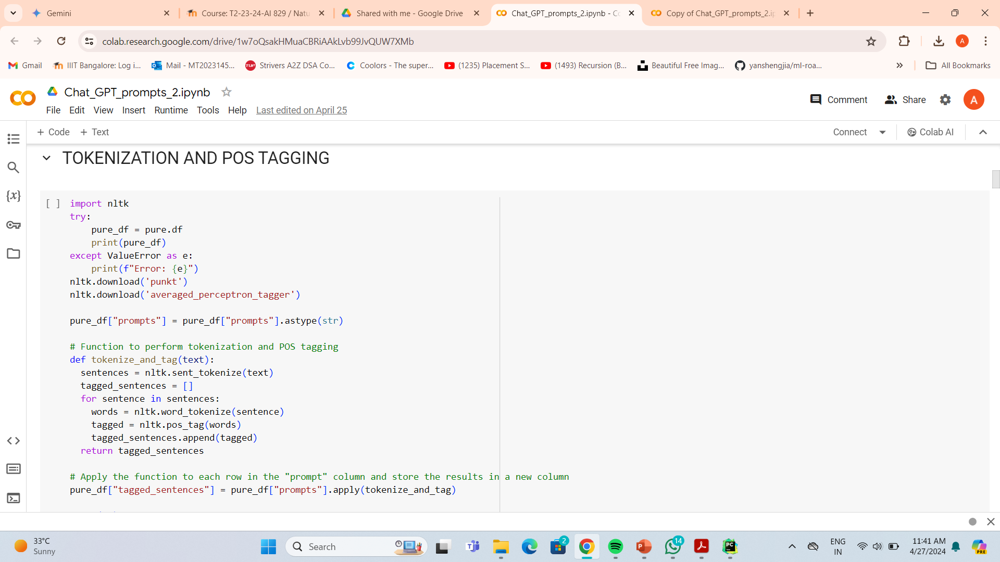 Gemini
Course: T2-23-24-AI 829 / Natu
Shared with me - Google Drive
Chat_GPT_prompts_2.ipynb - Co
Copy of Chat_GPT_prompts_2.ip
colab.research.google.com/drive/1w7oQsakHMuaCBRiAAkLvb99JvQUW7XMb
A
Gmail
IIIT Bangalore: Log i...
Mail - MT2023145...
TUF
Strivers A2Z DSA Co...
Coolors - The super...
(1235) Placement S...
(1493) Recursion (B...
Beautiful Free Imag...
yanshengjia/ml-roa...
All Bookmarks
Chat_GPT_prompts_2.ipynb
File Edit View Insert Runtime Tools Help Last edited on April 25
Comment
Share
A
+ Code + Text
Connect
Colab AI
TOKENIZATION AND POS TAGGING
[ ] import nltk
try:
pure_df = pure.df
print(pure_df)
except ValueError as e:
print(f"Error: {e}")
nltk.download('punkt')
nltk.download('averaged_perceptron_tagger')
pure_df["prompts"] = pure_df["prompts"].astype(str)
# Function to perform tokenization and POS tagging
def tokenize_and_tag(text):
sentences = nltk.sent_tokenize(text)
tagged_sentences = []
for sentence in sentences:
words = nltk.word_tokenize(sentence)
tagged = nltk.pos_tag(words)
tagged_sentences.append(tagged)
return tagged_sentences
# Apply the function to each row in the "prompt" column and store the results in a new column
pure_df["tagged_sentences"] = pure_df["prompts"].apply(tokenize_and_tag)
{x}
33°C
Sunny
Search
2
14
PC
PRE
ENG
IN
11:41 AM
4/27/2024